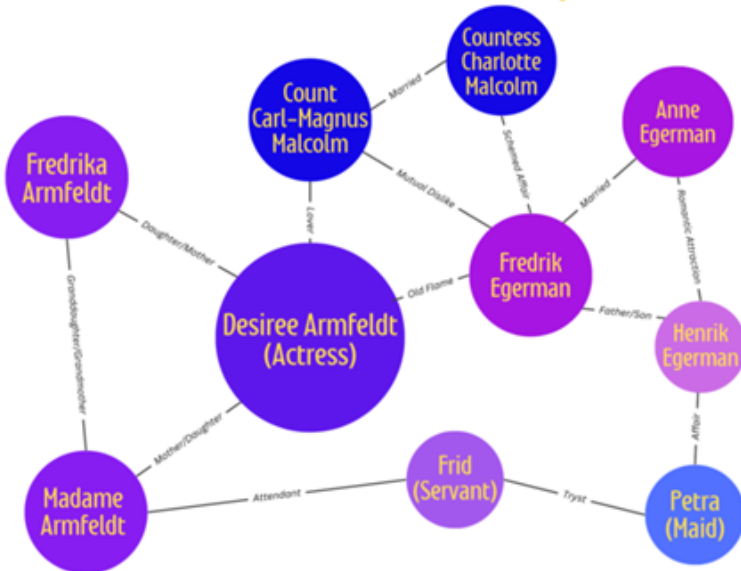 Countess
Charlotte
Malcolm
Count
Carl-Magnus
Malcolm
Married
Anne
Egerman
Fredrika
Armfeldt
Mutual Dislike
Schemed Affair
Married
Romantic Attraction
Lover
Daughter/Mother
Fredrik
Egerman
Old Flame
Desiree Armfeldt
(Actress)
Father/Son
Henrik
Egerman
Granddaughter/Grandmother
Mother/Daughter
Affair
Madame
Armfeldt
Attendant
Frid
(Servant)
Tryst
Petra
(Maid)